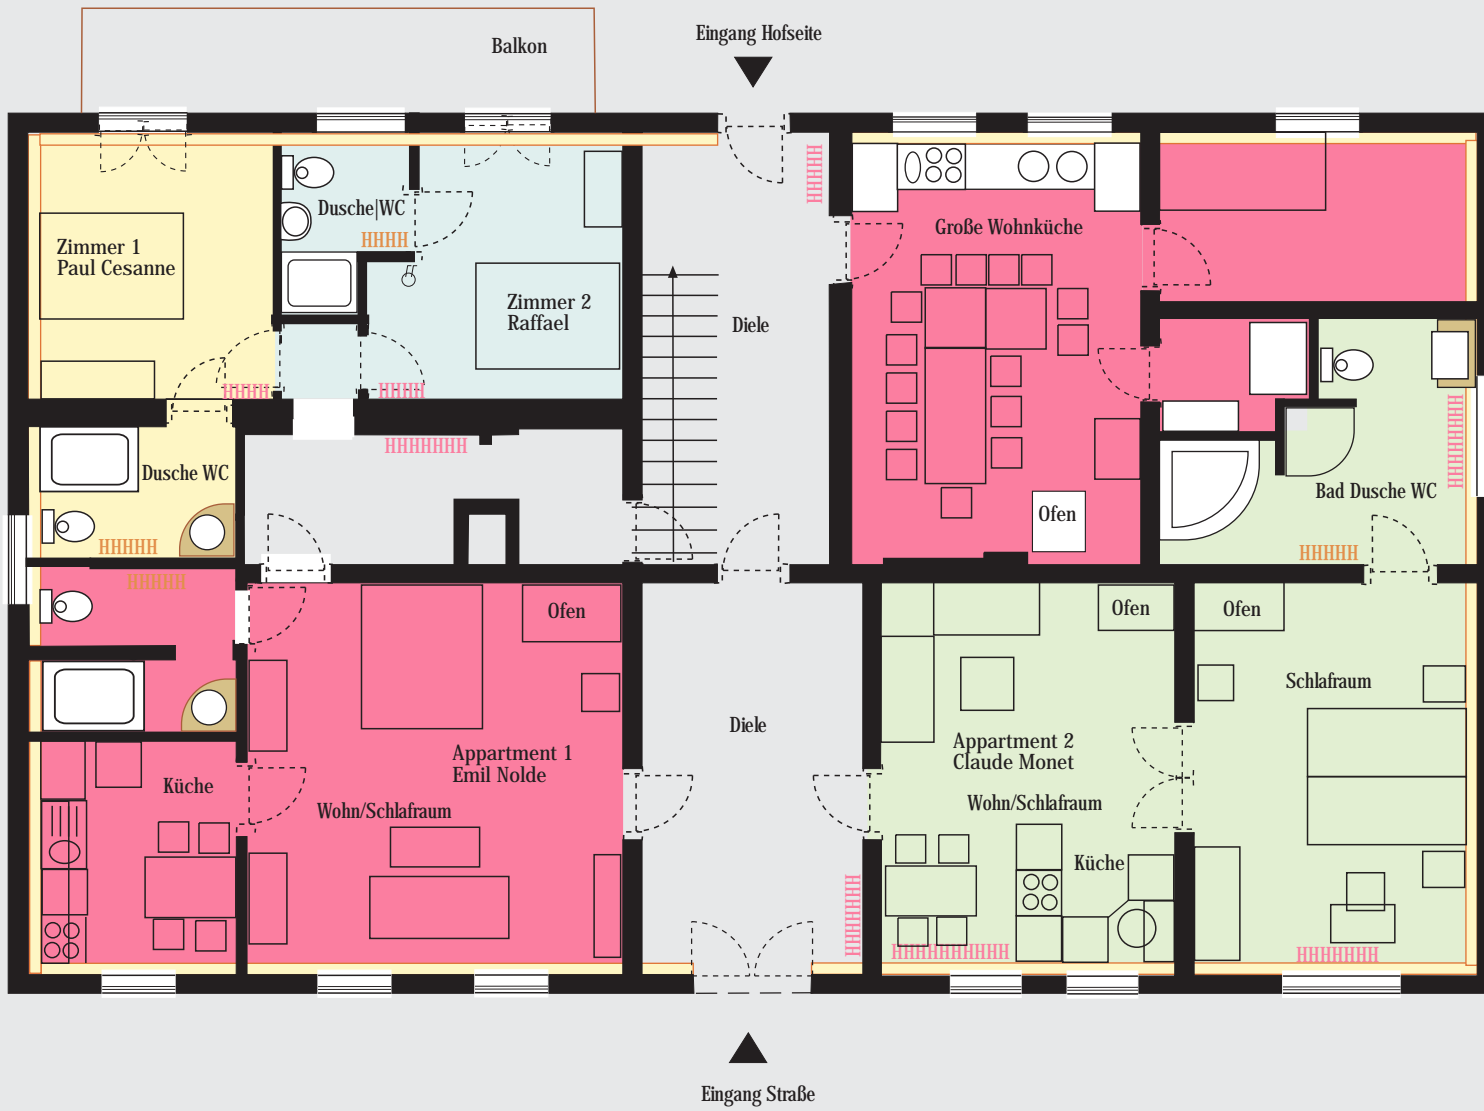 Balkon
Eingang Hofseite
Dusche|WC
Zimmer 1
Paul Cesanne
Zimmer 2
Raffael
Diele
Große Wohnküche
Dusche WC
Ofen
Bad Dusche WC
Ofen
Ofen
Ofen
Schlafraum
Diele
Appartment 1
Emil Nolde
Appartment 2
Claude Monet
Küche
Wohn/Schlafraum
Wohn/Schlafraum
Küche
Eingang Straße